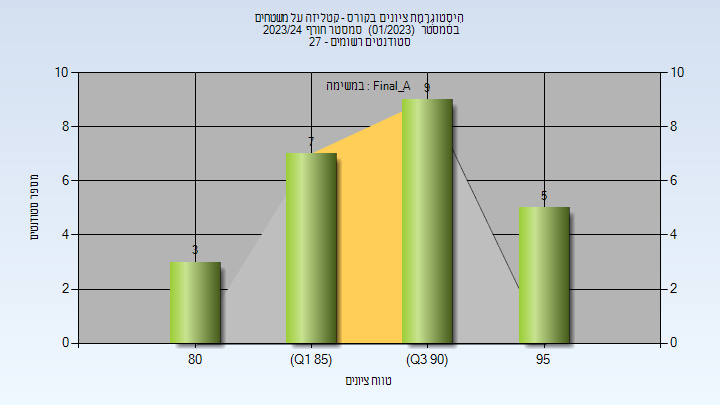 היסטוגרמת ציונים בקורס - קטליזה על משטחים
בסמסטר (01/2023) סמסטר חורף 2023/24
סטודנטים רשומים - 27
במשימה : Final_A
10 10
8 8
6 6
4 4
2 2
0 0
3 7 9 5
80 (Q1 85) (Q3 90) 95
מספר סטודנטים
טווח ציונים